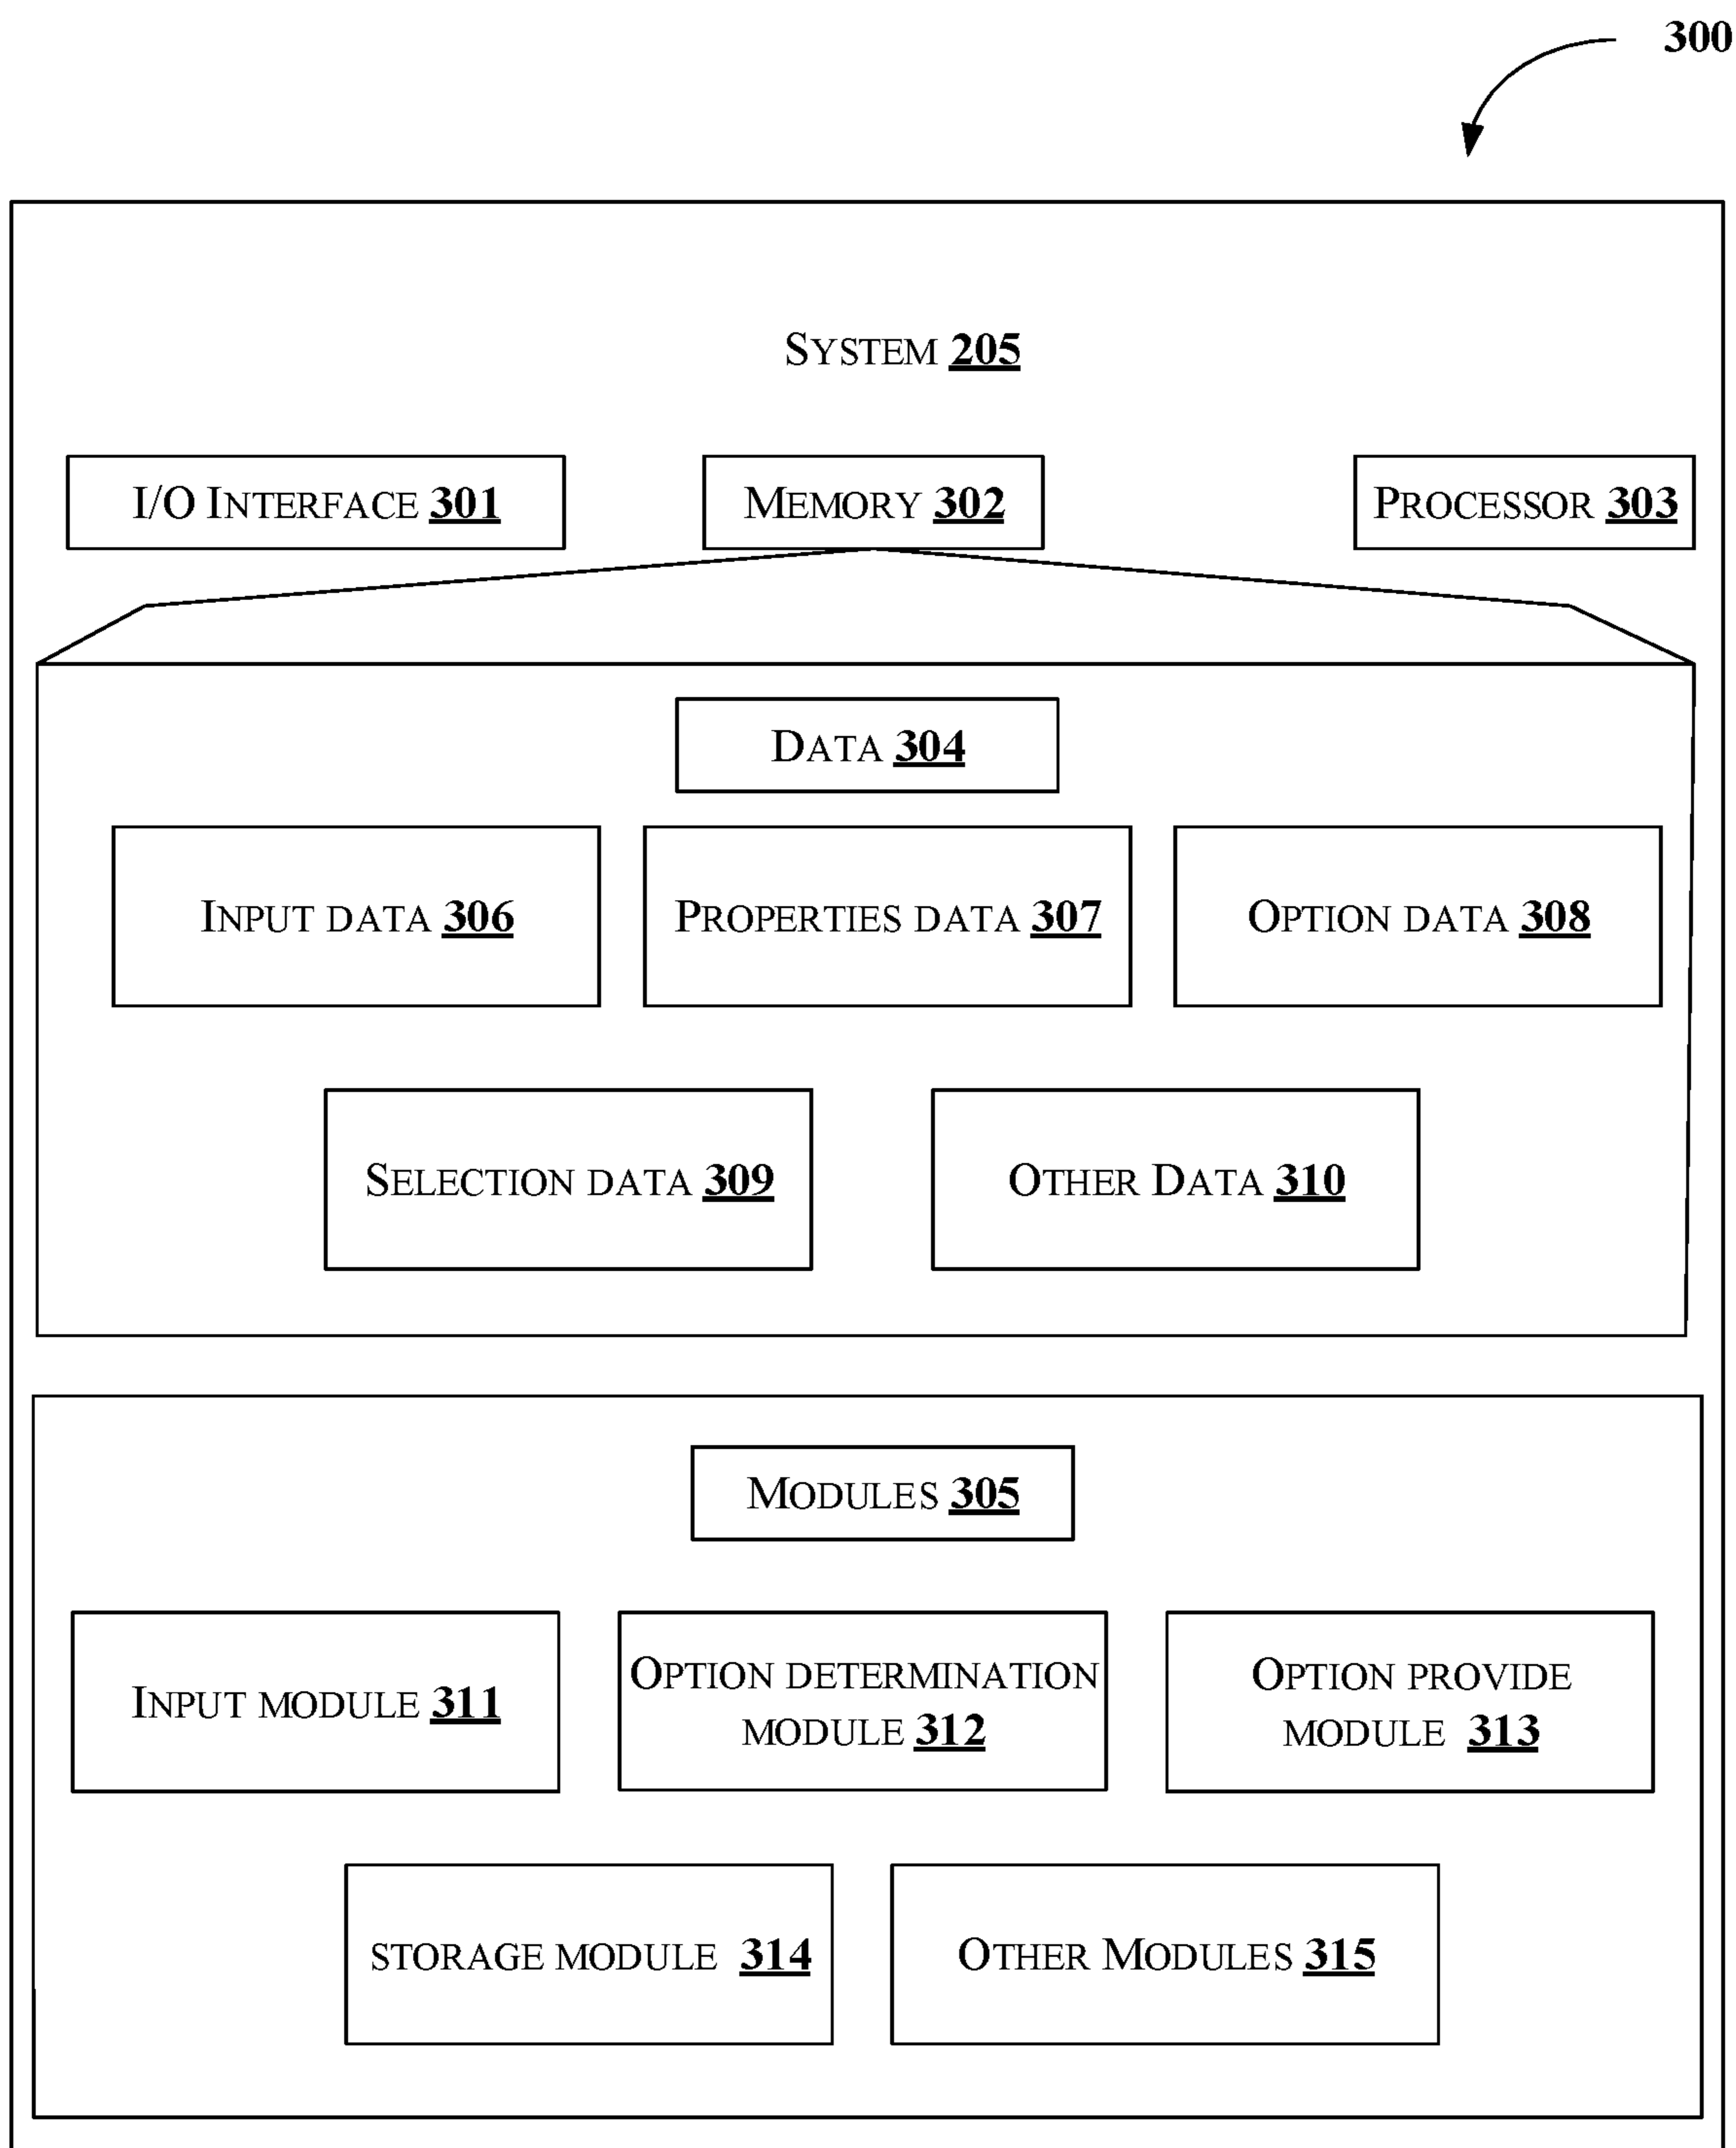 300
System 205
I/O Interface 301
Memory 302
Processor 303
Data 304
Input data 306
Properties data 307
Option data 308
Selection data 309
Other Data 310
Modules 305
Input module 311
Option determination
module 312
Option provide
module 313
storage module 314
Other Modules 315